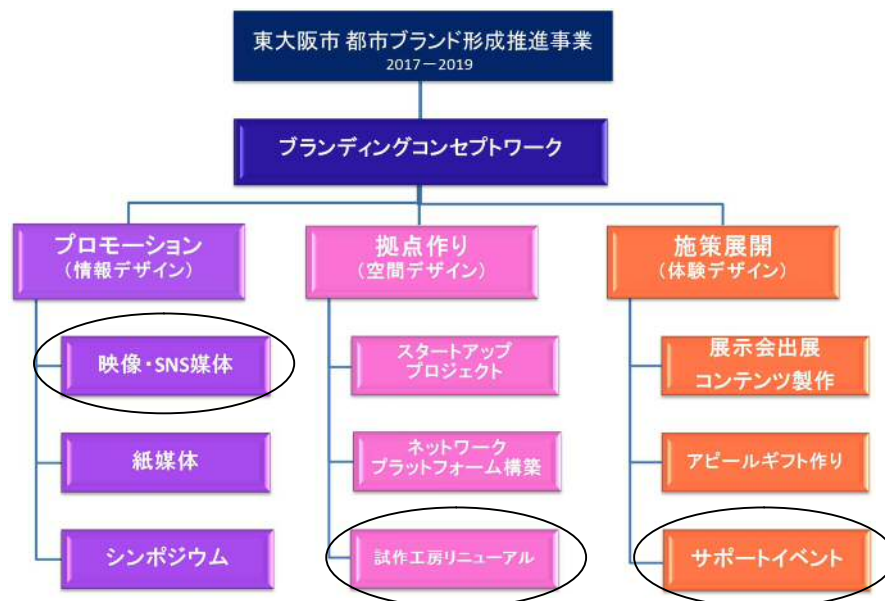 東大阪市 都市ブランド形成推進事業
2017－2019
ブランディングコンセプトワーク
プロモーション
（情報デザイン）
映像・SNS媒体
紙媒体
シンポジウム
拠点作り
（空間デザイン）
スタートアップ
プロジェクト
ネットワーク
プラットフォーム構築
試作工房リニューアル
施策展開
（体験デザイン）
展示会出展
コンテンツ製作
アピールギフト作り
サポートイベント